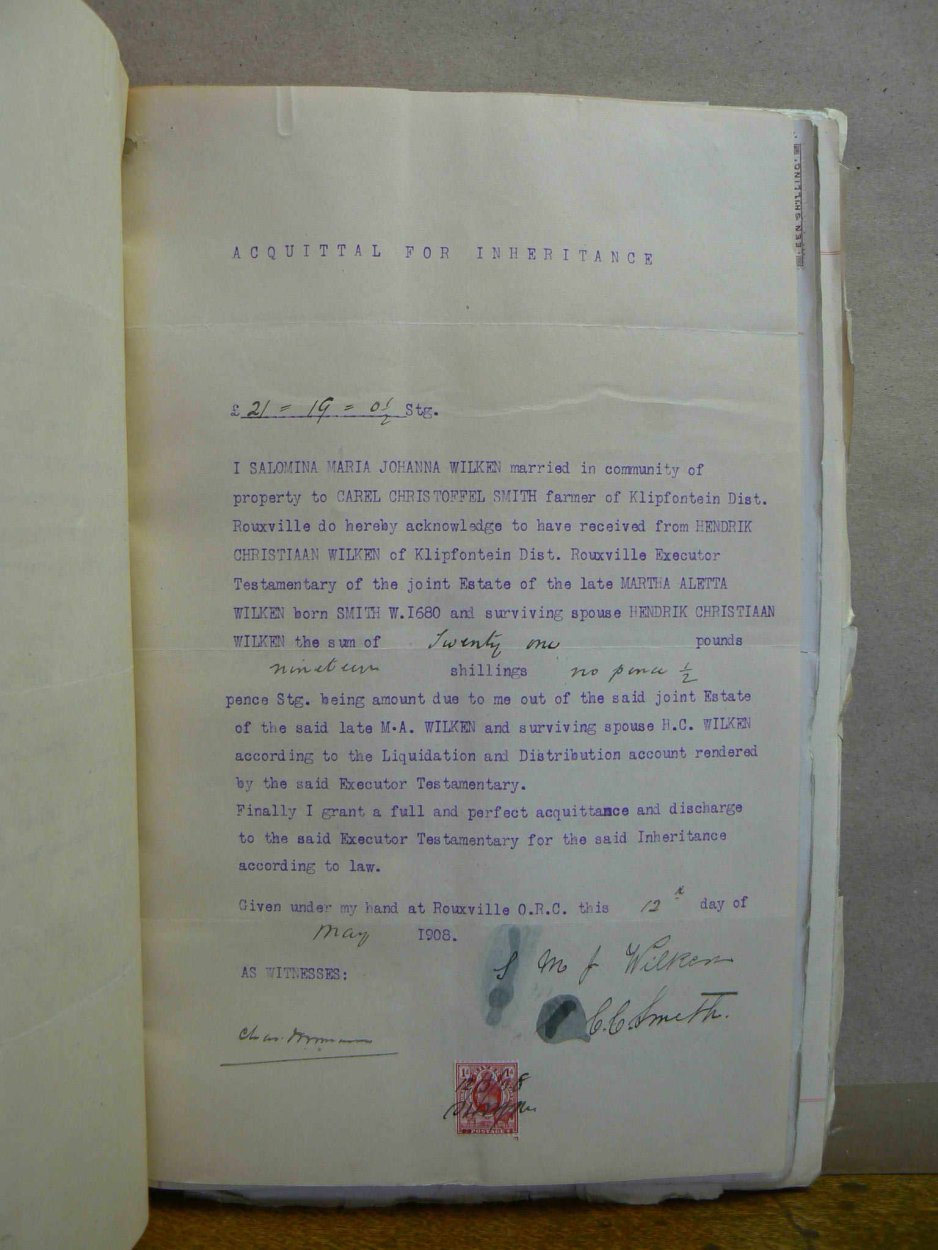 EEN SHILLING.
ACQUITTAL FOR INHERITANCE
£ 21 = 19 = 0½ Stg.
I SALOMINA MARIA JOHANNA WILKEN married in community of
property to CAREL CHRISTOFFEL SMITH farmer of Klipfontein Dist.
Rouxville do hereby acknowledge to have received from HENDRIK
CHRISTIAAN WILKEN of Klipfontein Dist. Rouxville Executor
Testamentary of the joint Estate of the late MARTHA ALETTA
WILKEN born SMITH W.I680 and surviving spouse HENDRIK CHRISTIAAN
WILKEN the sum of Twenty one pounds
nineteen shillings no pence ½
pence Stg. being amount due to me out of the said joint Estate
of the said late M.A. WILKEN and surviving spouse H.C. WILKEN
according to the Liquidation and Distribution account rendered
by the said Executor Testamentary.
Finally I grant a full and perfect acquittance and discharge
to the said Executor Testamentary for the said Inheritance
according to law.
Given under my hand at Rouxville O.R.C. this 12 day of
May I908.
S M J Wilken
AS WITNESSES:
C.C. Smith.
Chas.
POSTAGE